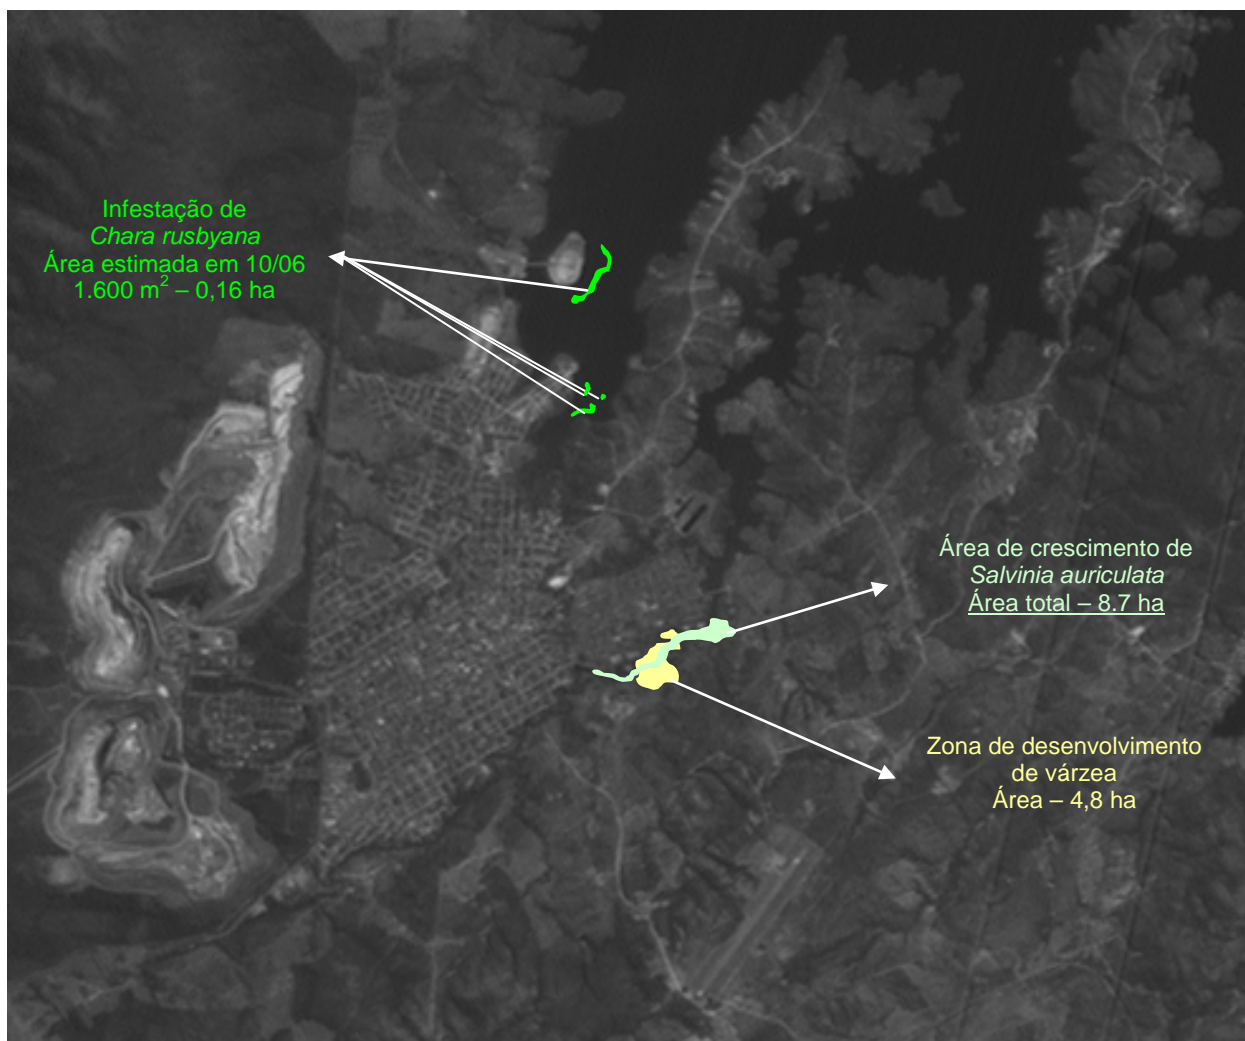 Infestação de
Chara rusbyana
Área estimada em 10/06
1.600 m² – 0,16 ha
Área de crescimento de
Salvinia auriculata
Área total – 8.7 ha
Zona de desenvolvimento
de várzea
Área – 4,8 ha